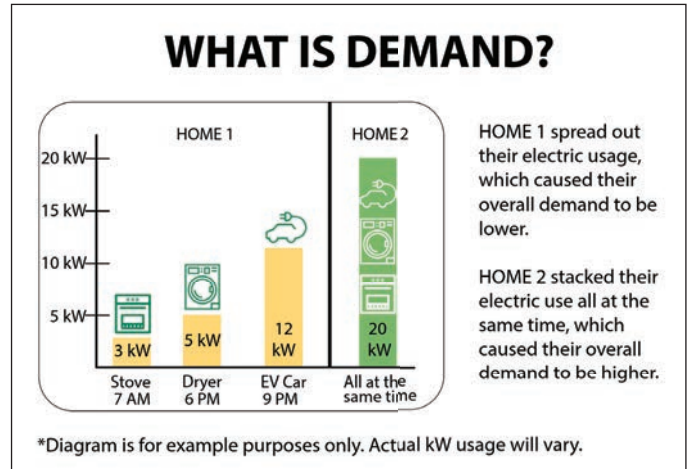 WHAT IS DEMAND?
HOME 1
HOME 2
20 kW
15 kW
10 kW
5 kW
3 kW
5 kW
12
kW
20
kW
Stove
7 AM
Dryer
6 PM
EV Car
9 PM
All at the
same time
HOME 1 spread out
their electric usage,
which caused their
overall demand to be
lower.
HOME 2 stacked their
electric use all at the
same time, which
caused their overall
demand to be higher.
*Diagram is for example purposes only. Actual kW usage will vary.